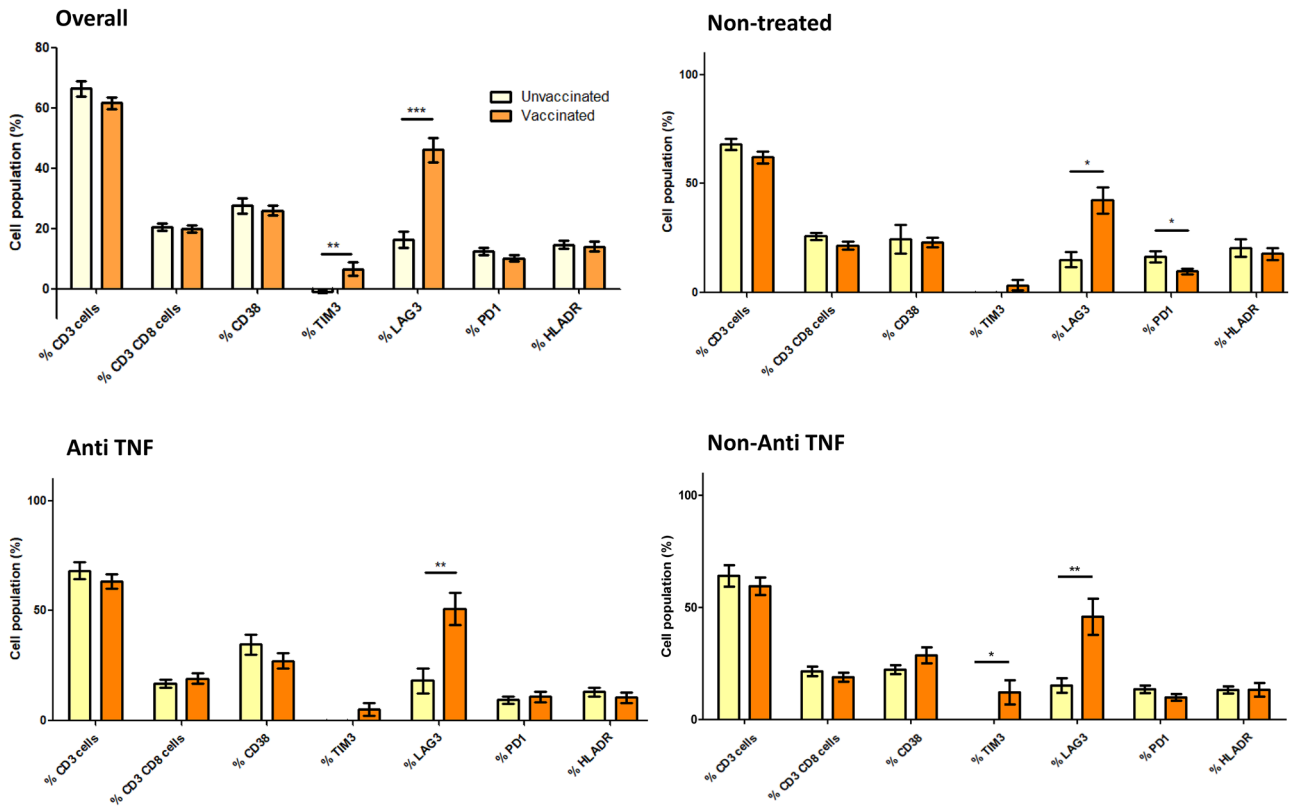 Overall
Cell population (%)
80
60
40
20
0
Unvaccinated
Vaccinated
**
***
% CD3 cells
% CD3 CD8 cells
% CD38
% TIM3
% LAG3
% PD1
% HLADR
Non-treated
Cell population (%)
100
50
0
*
*
% CD3 cells
% CD3 CD8 cells
% CD38
% TIM3
% LAG3
% PD1
% HLADR
Anti TNF
Cell population (%)
100
50
0
**
% CD3 cells
% CD3 CD8 cells
% CD38
% TIM3
% LAG3
% PD1
% HLADR
Non-Anti TNF
Cell population (%)
100
50
0
*
**
% CD3 cells
% CD3 CD8 cells
% CD38
% TIM3
% LAG3
% PD1
% HLADR